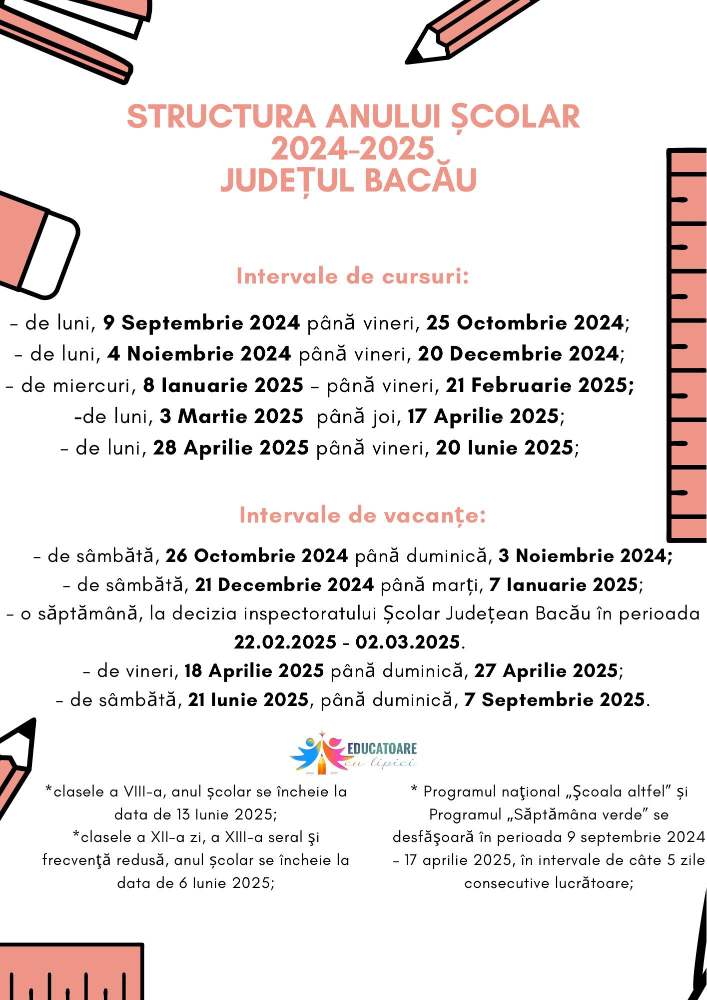 STRUCTURA ANULUI ȘCOLAR
2024-2025
JUDEȚUL BACĂU
Intervale de cursuri:
- de luni, 9 Septembrie 2024 până vineri, 25 Octombrie 2024;
- de luni, 4 Noiembrie 2024 până vineri, 20 Decembrie 2024;
- de miercuri, 8 Ianuarie 2025 - până vineri, 21 Februarie 2025;
-de luni, 3 Martie 2025 până joi, 17 Aprilie 2025;
- de luni, 28 Aprilie 2025 până vineri, 20 Iunie 2025;
Intervale de vacanțe:
- de sâmbătă, 26 Octombrie 2024 până duminică, 3 Noiembrie 2024;
- de sâmbătă, 21 Decembrie 2024 până marți, 7 Ianuarie 2025;
- o săptămână, la decizia inspectoratului Școlar Județean Bacău în perioada
22.02.2025 - 02.03.2025.
- de vineri, 18 Aprilie 2025 până duminică, 27 Aprilie 2025;
- de sâmbătă, 21 Iunie 2025, până duminică, 7 Septembrie 2025.
EDUCATOARE
cu lipici
since 2023
*clasele a VIII-a, anul școlar se încheie la
data de 13 Iunie 2025;
*clasele a XII-a zi, a XIII-a seral şi
frecvenţă redusă, anul școlar se încheie la
data de 6 Iunie 2025;
* Programul naţional „Şcoala altfel” și
Programul „Săptămâna verde” se
desfăşoară în perioada 9 septembrie 2024
- 17 aprilie 2025, în intervale de câte 5 zile
consecutive lucrătoare;